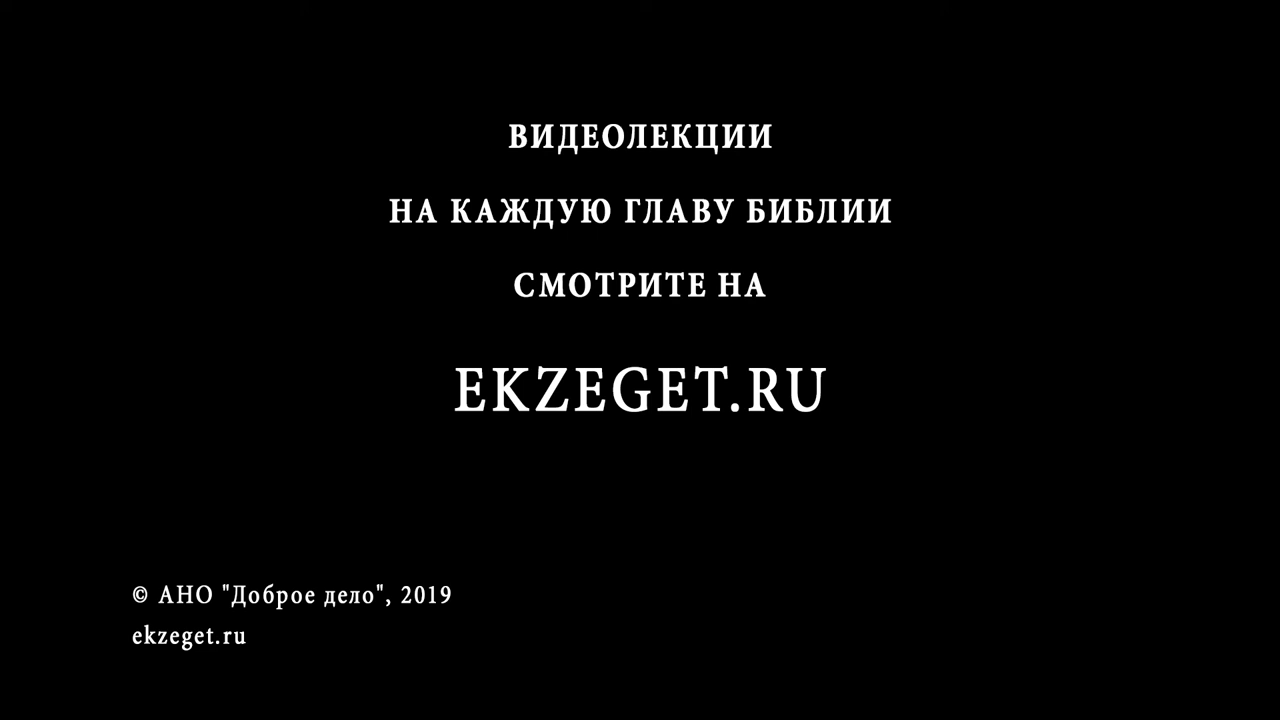 ВИДЕОЛЕКЦИИ
НА КАЖДУЮ ГЛАВУ БИБЛИИ
СМОТРИТЕ НА
EKZEGET.RU
© АНО "Доброе дело", 2019
ekzeget.ru